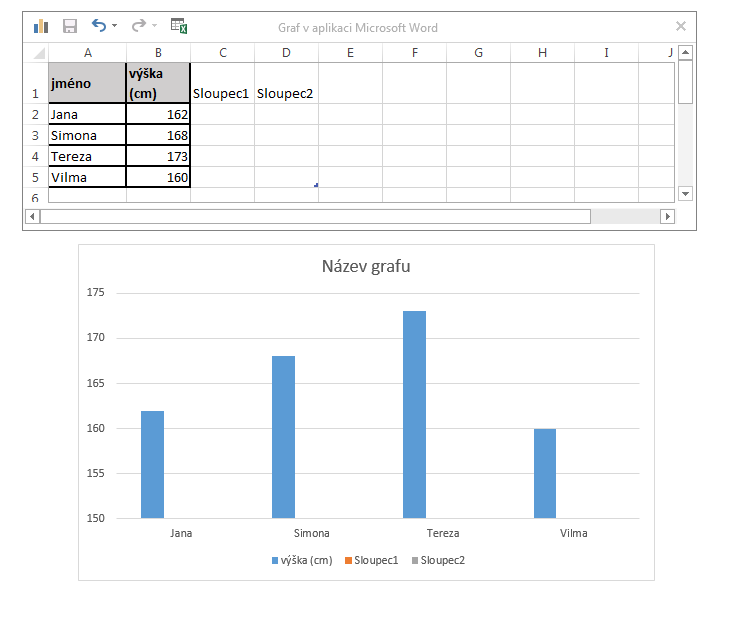 Graf v aplikaci Microsoft Word
A B C D E F G H I J
1 jméno výška (cm) Sloupec1 Sloupec2
2 Jana 162
3 Simona 168
4 Tereza 173
5 Vilma 160
6
Název grafu
175
170
165
160
155
150
Jana Simona Tereza Vilma
výška (cm) Sloupec1 Sloupec2